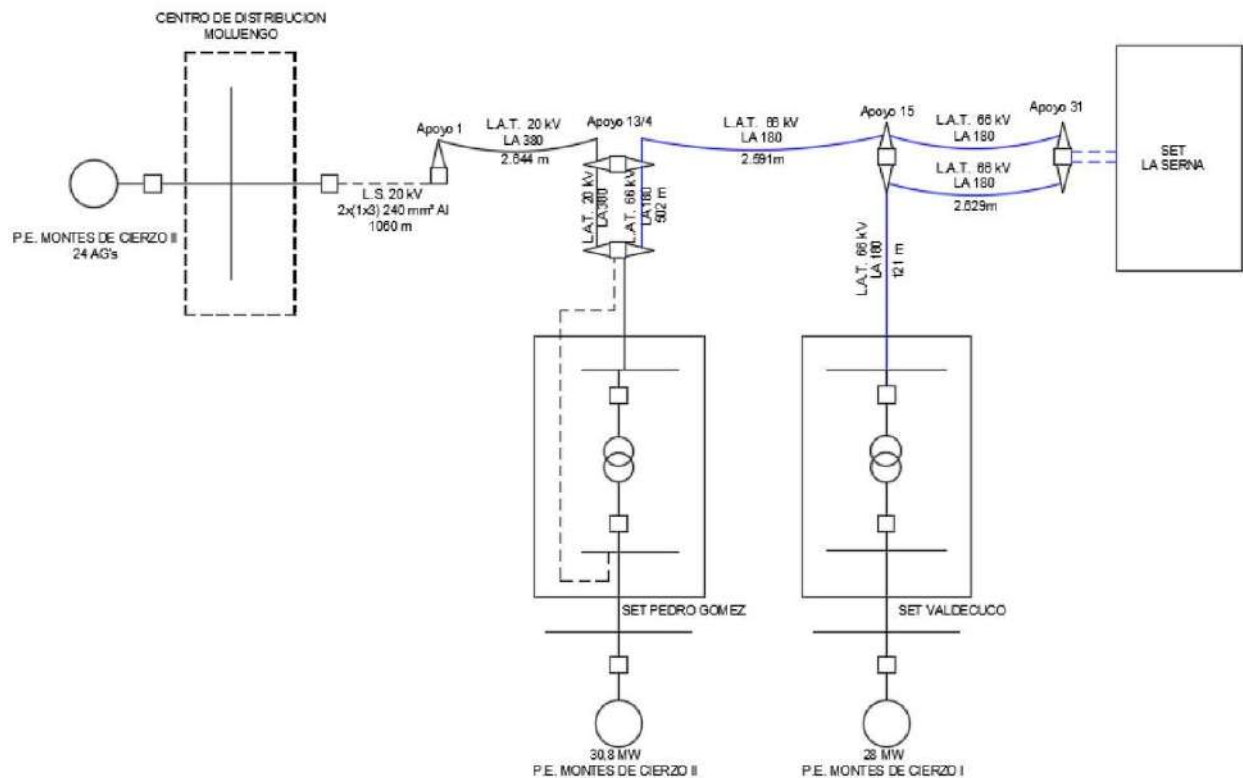 CENTRO DE DISTRIBUCION
MOLUENGO
Apoyo 1
L.A.T. 20 kV
LA 380
2.644 m
Apoyo 13/4
L.A.T. 66 kV
LA 180
2.691m
Apoyo 15
L.A.T. 66 kV
LA 180
Apoyo 31
L.A.T. 66 kV
LA 180
2.629m
SET
LA SERNA
L.S. 20 kV
2x(1x3) 240 mm² Al
1060 m
P.E. MONTES DE CIERZO II
24 AG's
L.A.T. 20 kV
LA 380
L.A.T. 66 kV
LA 180
502 m
L.A.T. 66 kV
LA 180
121 m
SET PEDRO GOMEZ
SET VALDECUCO
30,8 MW
P.E. MONTES DE CIERZO II
28 MW
P.E. MONTES DE CIERZO I